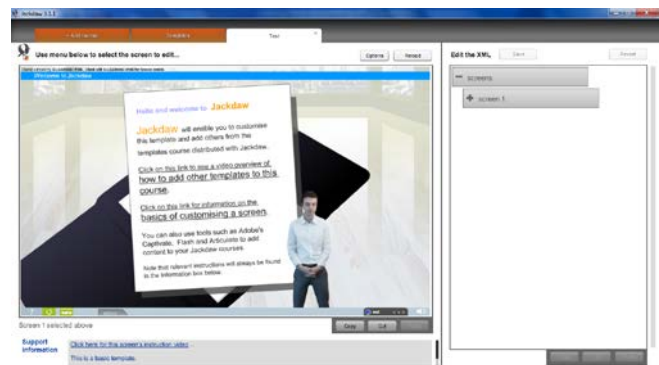 Jackdaw 1.1.1
Templates
Test
Use menu below to select the screen to edit...
Options
Reload
Edit the XML
Save
Reset
Welcome to Jackdaw
screens
screen 1
Hello and welcome to Jackdaw
Jackdaw will enable you to customise
this template and add others from the
templates course distributed with Jackdaw.
Click on this link to see a video overview of
how to add other templates to this
course.
Click on this link for information on the
basics of customising a screen.
You can also use tools such as Adobe's
Captivate, Flash and Articulate to add
content to your Jackdaw courses.
Note that relevant instructions will always be found
in the information box below.
Screen 1 selected above
Copy
Cut
Support
Information
Click here for this screen's instruction video
This is a basic template.